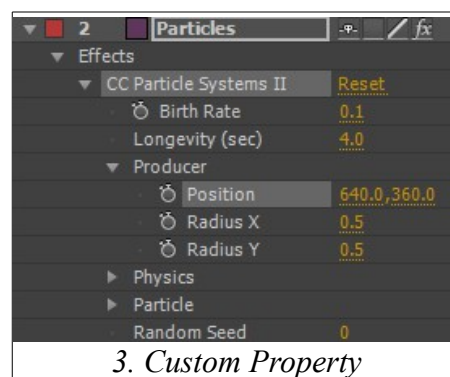 2 Particles fx
Effects
CC Particle Systems II Reset
Birth Rate 0.1
Longevity (sec) 4.0
Producer
Position 640.0,360.0
Radius X 0.5
Radius Y 0.5
Physics
Particle
Random Seed 0
3. Custom Property